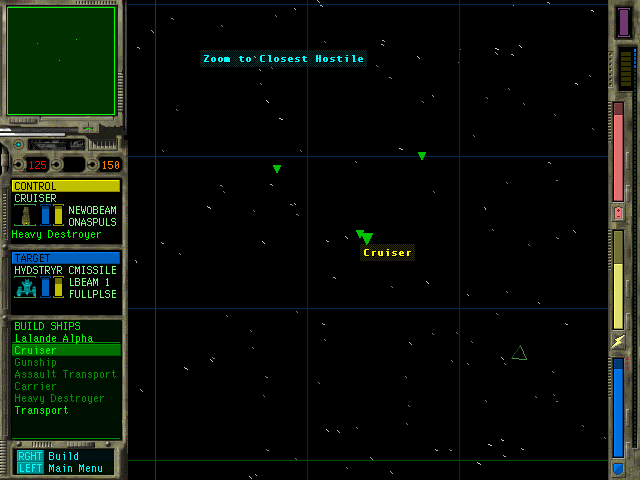 Zoom to Closest Hostile
125 150
CONTROL
CRUISER
NEWOBEAM
ONASPULS
Heavy Destroyer
Cruiser
TARGET
HVDSTRYR CMISSILE
LBEAM 1
FULLPLSE
BUILD SHIPS
Lalande Alpha
Cruiser
Gunship
Assault Transport
Carrier
Heavy Destroyer
Transport
RGHT Build
LEFT Main Menu